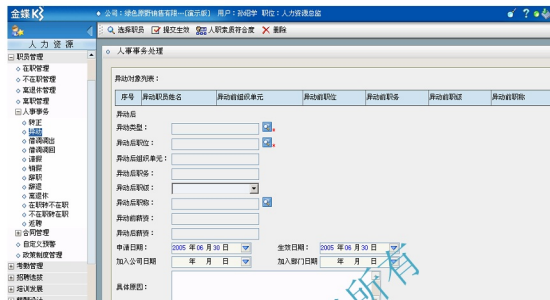 金蝶K3
公司：绿色原野销售有限…(演示版) 用户：孙绍学 职位：人力资源总监
选择职员 提交生效 人职素质符合度 删除
人力资源
职员管理
在职管理
不在职管理
离退休管理
离职管理
人事事务
转正
异动
借调调出
借调调回
请假
销假
辞职
辞退
离退休
在职转不在职
不在职转在职
返聘
合同管理
自定义预警
政策制度管理
考勤管理
招聘选拔
培训发展
人事事务处理
异动对象列表：
序号 异动职员姓名 异动前组织单元 异动前职位 异动前职务 异动前职级 异动前职称
异动后
异动类型：
异动后职位：
异动后组织单元：
异动后职务：
异动后职级：
异动后职称：
异动前薪资：
异动后薪资：
申请日期： 2005 年 06 月 30 日 生效日期： 2005 年 06 月 30 日
加入公司日期 年 月 日 加入部门日期 年 月 日
具体原因：
所有